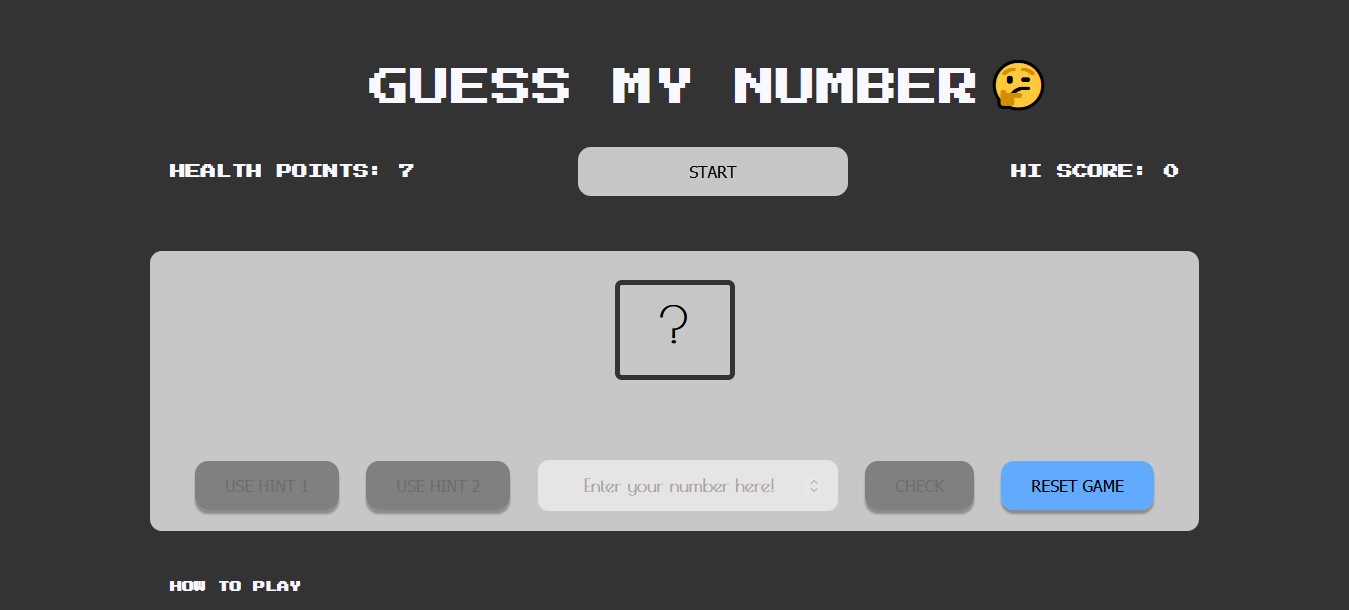 GUESS MY NUMBER
HEALTH POINTS: 7
START
HI SCORE: 0
?
USE HINT 1
USE HINT 2
Enter your number here!
CHECK
RESET GAME
HOW TO PLAY